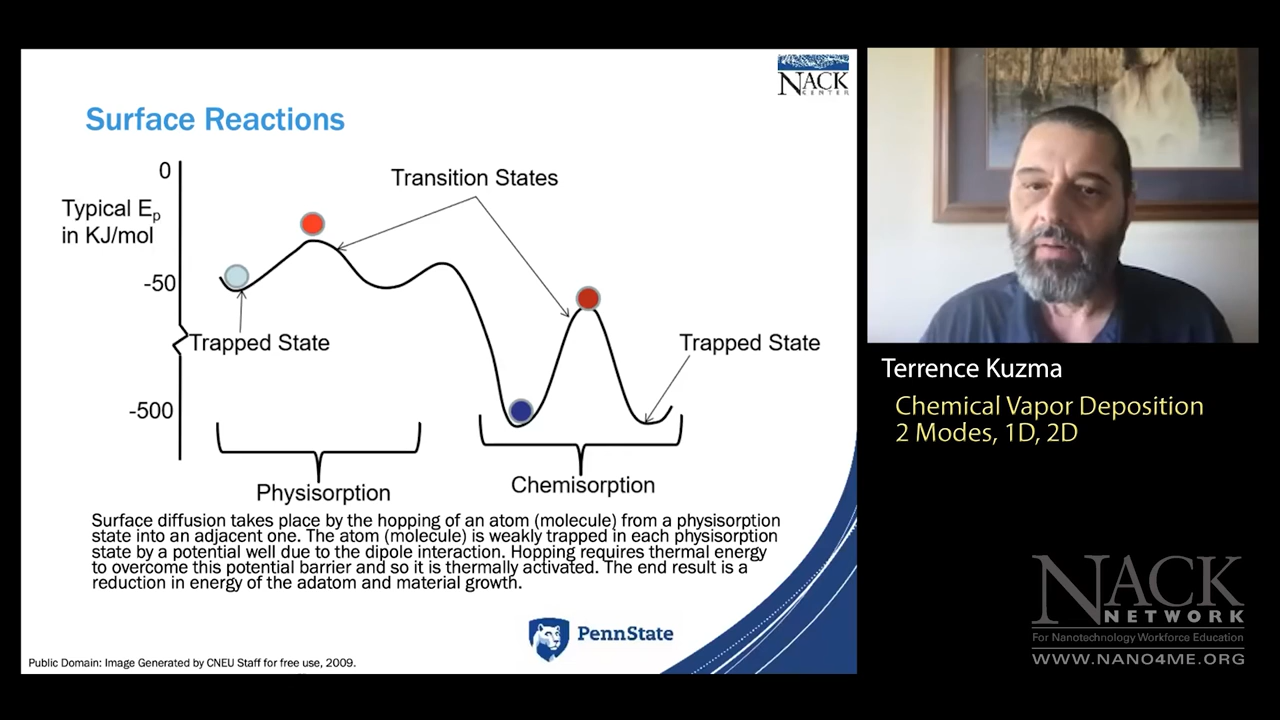 NACK
CENTER
Surface Reactions
0
Transition States
Typical Ep
in KJ/mol
-50
Trapped State
Trapped State
-500
Physisorption
Chemisorption
Surface diffusion takes place by the hopping of an atom (molecule) from a physisorption
state into an adjacent one. The atom (molecule) is weakly trapped in each physisorption
state by a potential well due to the dipole interaction. Hopping requires thermal energy
to overcome this potential barrier and so it is thermally activated. The end result is a
reduction in energy of the adatom and material growth.
PennState
Public Domain: Image Generated by CNEU Staff for free use, 2009.
Terrence Kuzma
Chemical Vapor Deposition
2 Modes, 1D, 2D
NACK
NETWORK
For Nanotechnology Workforce Education
WWW.NANO4ME.ORG